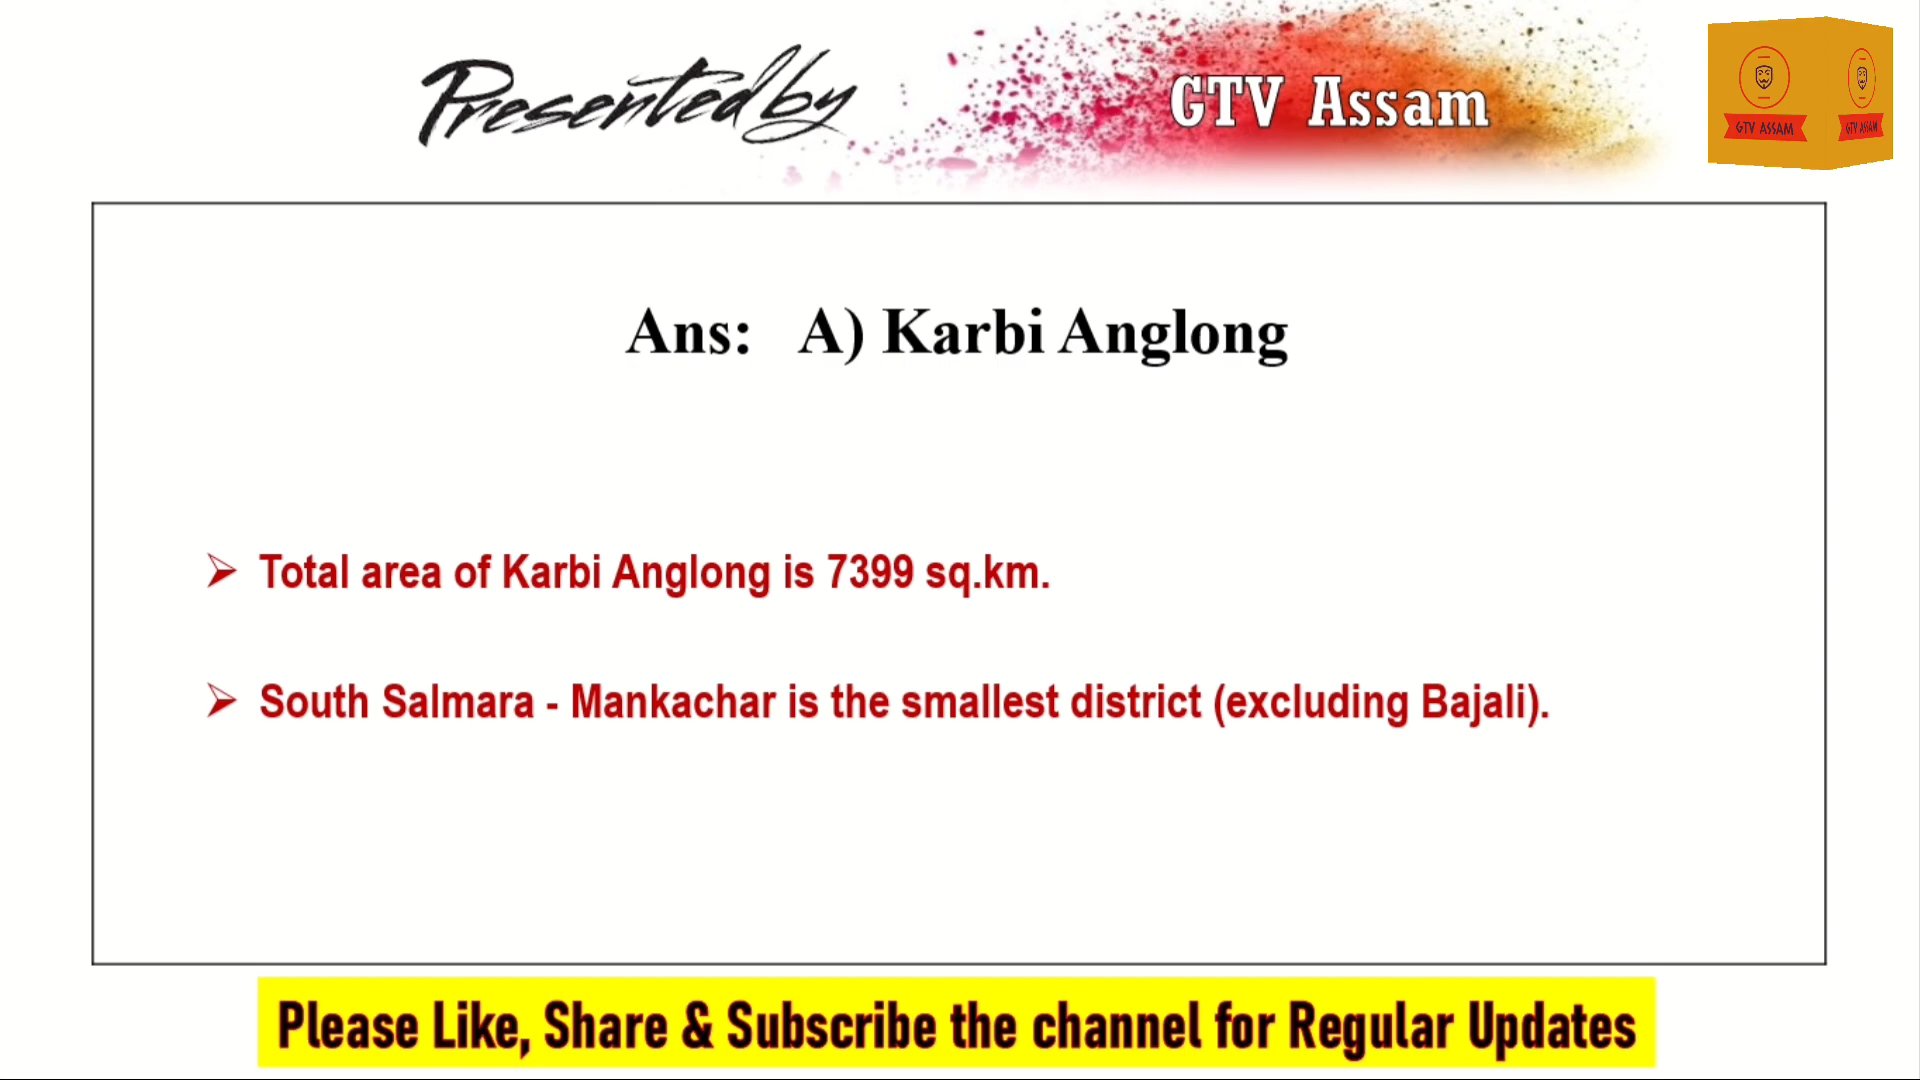 Presented by
GTV Assam
GTV ASSAM
GTV ASSAM
Ans: A) Karbi Anglong
➢ Total area of Karbi Anglong is 7399 sq.km.
➢ South Salmara - Mankachar is the smallest district (excluding Bajali).
Please Like, Share & Subscribe the channel for Regular Updates